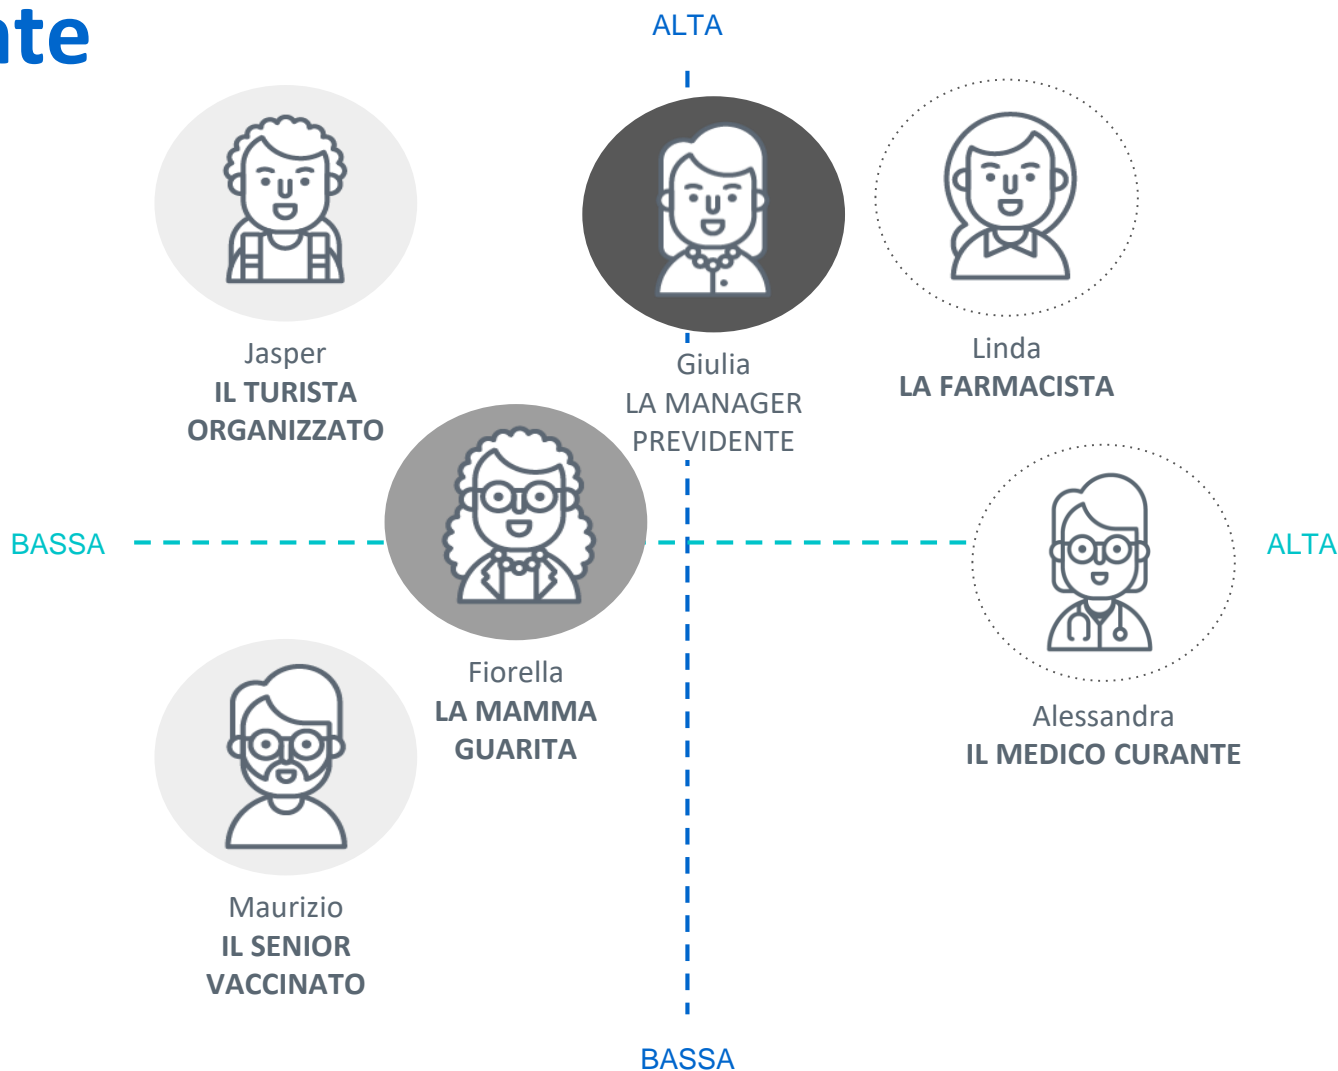 ALTA
Jasper
IL TURISTA
ORGANIZZATO
Giulia
LA MANAGER
PREVIDENTE
Linda
LA FARMACISTA
BASSA
ALTA
Fiorella
LA MAMMA
GUARITA
Alessandra
IL MEDICO CURANTE
Maurizio
IL SENIOR
VACCINATO
BASSA